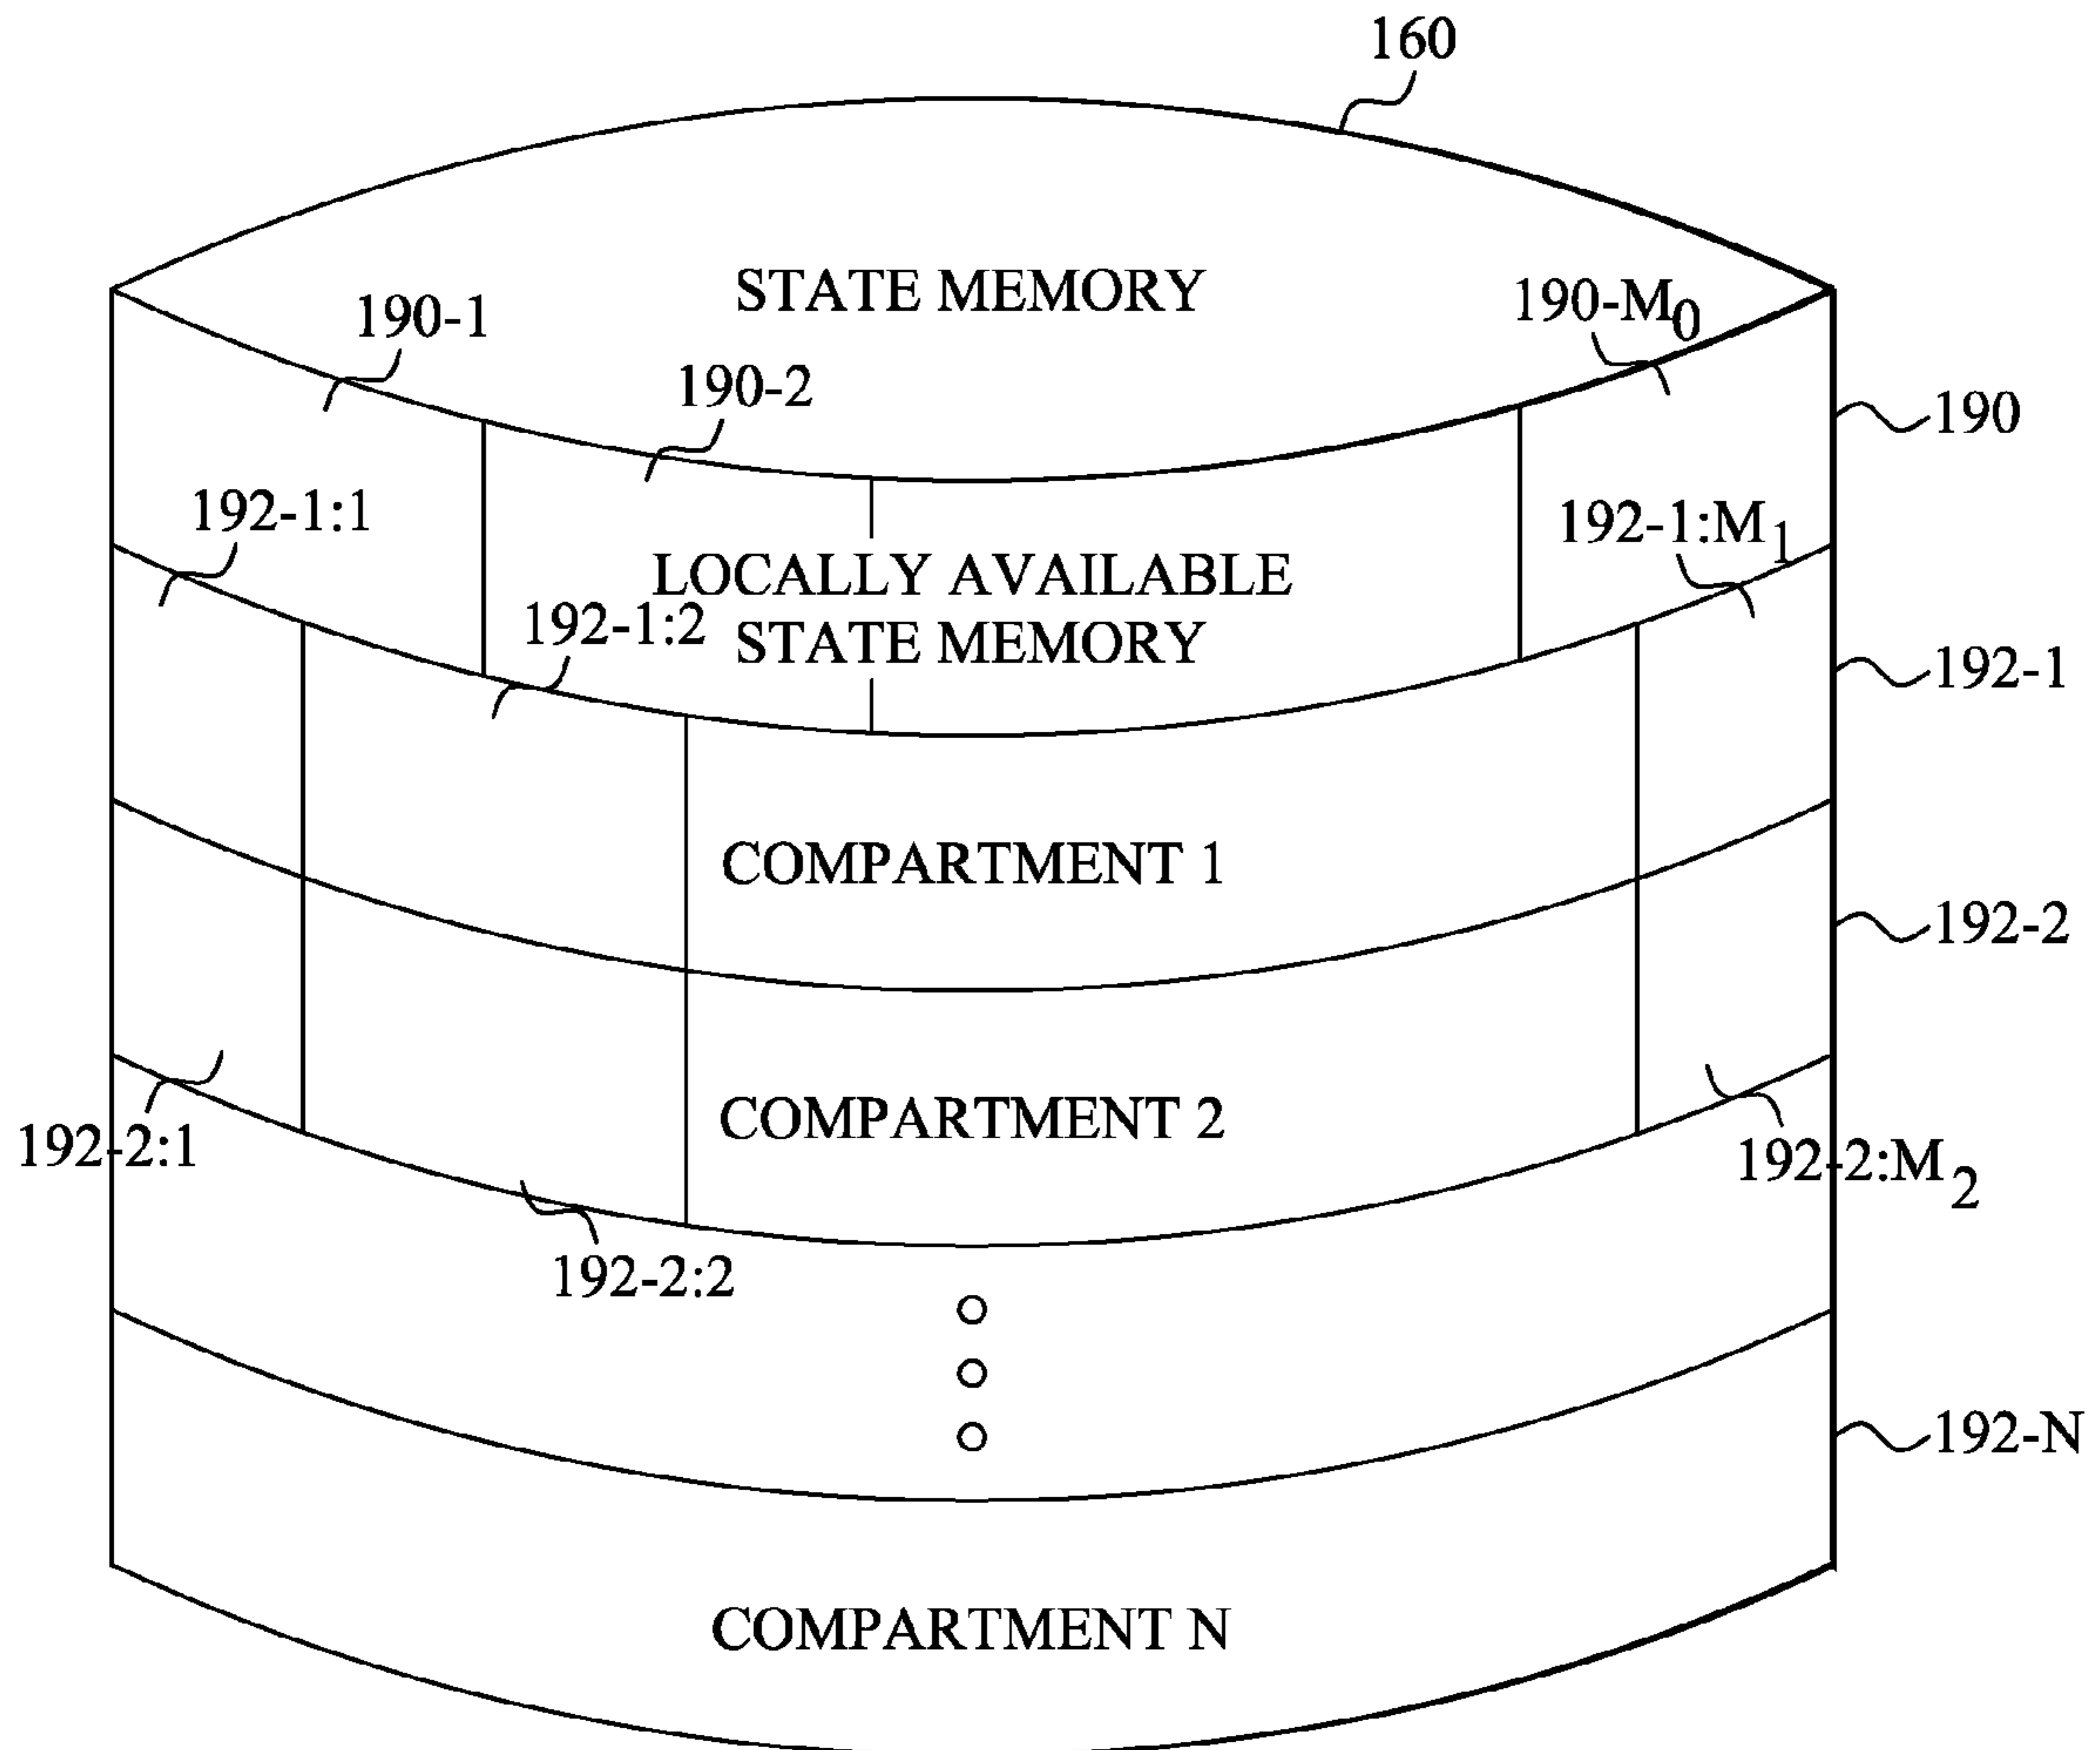 160
STATE MEMORY
190-1
190-M₀
190-2
190
192-1:1
192-1:M₁
LOCALLY AVAILABLE
192-1:2
STATE MEMORY
192-1
COMPARTMENT 1
192-2
COMPARTMENT 2
192-2:1
192-2:M₂
192-2:2
192-N
COMPARTMENT N